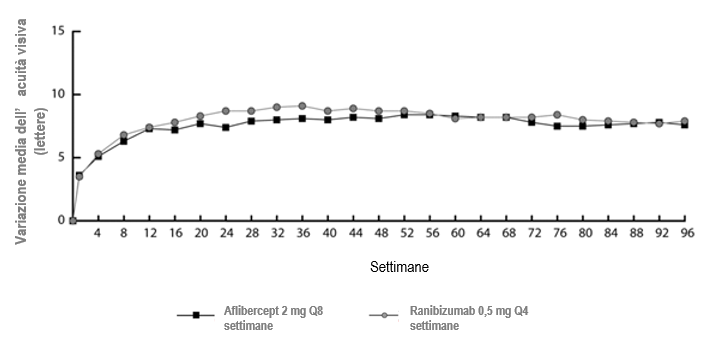 Variazione media dell' acuità visiva
(lettere)
15
10
5
0
4 8 12 16 20 24 28 32 36 40 44 48 52 56 60 64 68 72 76 80 84 88 92 96
Settimane
Aflibercept 2 mg Q8
settimane
Ranibizumab 0,5 mg Q4
settimane